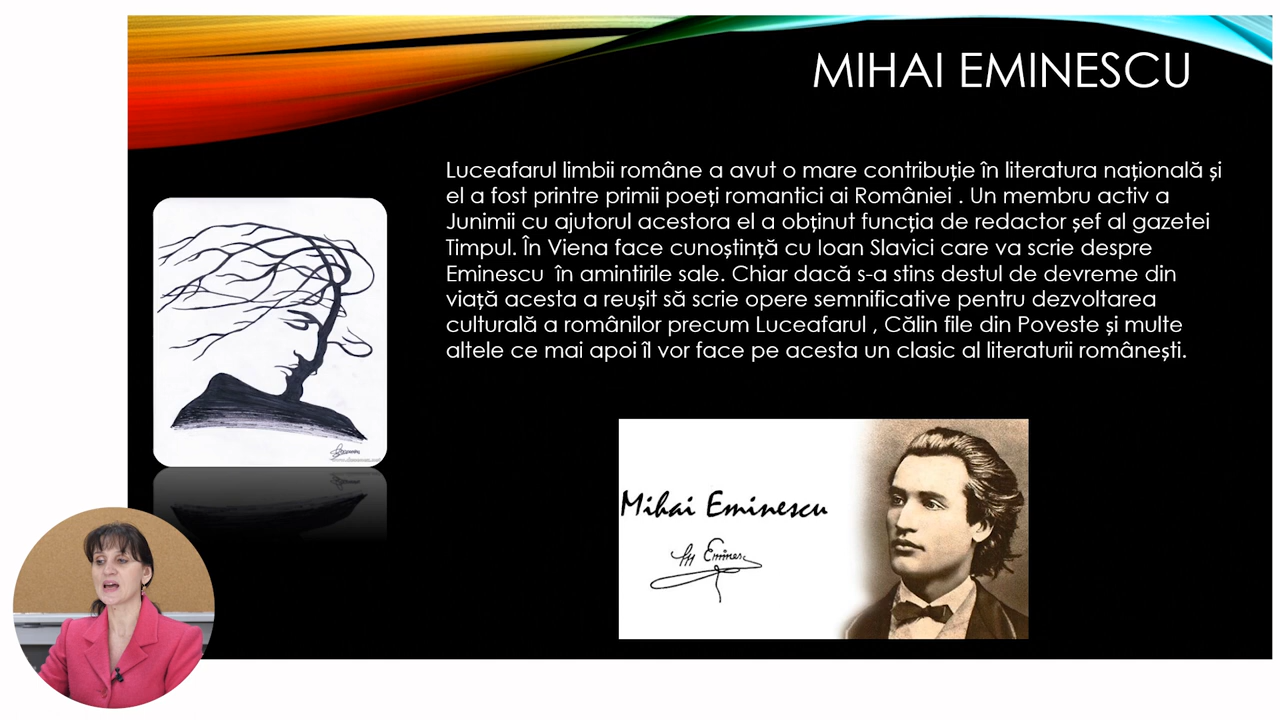 MIHAI EMINESCU
Luceafarul limbii române a avut o mare contribuție în literatura națională și
el a fost printre primii poeți romantici ai României . Un membru activ a
Junimii cu ajutorul acestora el a obținut funcția de redactor șef al gazetei
Timpul. În Viena face cunoștință cu Ioan Slavici care va scrie despre
Eminescu  în amintirile sale. Chiar dacă s-a stins destul de devreme din
viață acesta a reușit să scrie opere semnificative pentru dezvoltarea
culturală a românilor precum Luceafarul , Călin file din Poveste și multe
altele ce mai apoi îl vor face pe acesta un clasic al literaturii românești.
Mihai Eminescu
M Eminescu